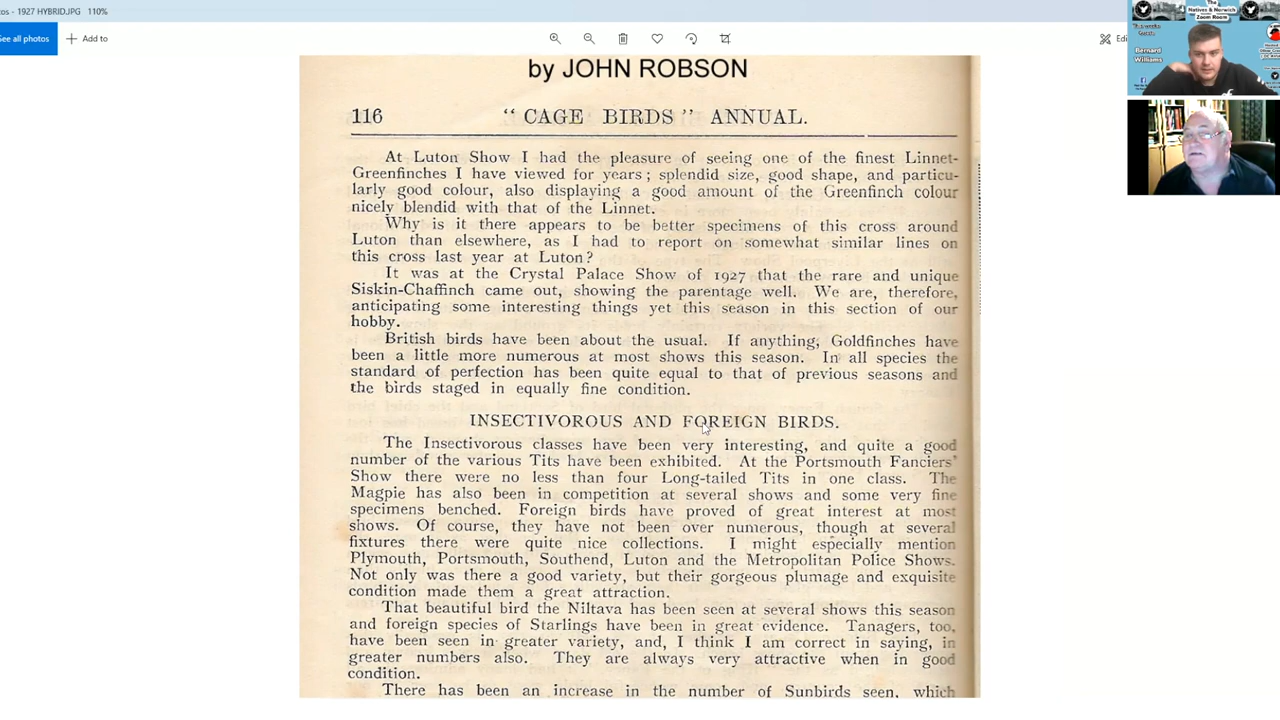 os - 1927 HYBRID.JPG 110%
See all photos
Add to
Edi
The
Natives & Norwich
Zoom Room
Bernard
Williams
by JOHN ROBSON
116 “ CAGE BIRDS ” ANNUAL.
At Luton Show I had the pleasure of seeing one of the finest Linnet-
Greenfinches I have viewed for years ; splendid size, good shape, and particu-
larly good colour, also displaying a good amount of the Greenfinch colour
nicely blendid with that of the Linnet.
Why is it there appears to be better specimens of this cross around
Luton than elsewhere, as I had to report on somewhat similar lines on
this cross last year at Luton ?
It was at the Crystal Palace Show of 1927 that the rare and unique
Siskin-Chaffinch came out, showing the parentage well. We are, therefore,
anticipating some interesting things yet this season in this section of our
hobby.
British birds have been about the usual. If anything, Goldfinches have
been a little more numerous at most shows this season. In all species the
standard of perfection has been quite equal to that of previous seasons and
the birds staged in equally fine condition.
INSECTIVOROUS AND FOREIGN BIRDS.
The Insectivorous classes have been very interesting, and quite a good
number of the various Tits have been exhibited. At the Portsmouth Fanciers’
Show there were no less than four Long-tailed Tits in one class. The
Magpie has also been in competition at several shows and some very fine
specimens benched. Foreign birds have proved of great interest at most
shows. Of course, they have not been over numerous, though at several
fixtures there were quite nice collections. I might especially mention
Plymouth, Portsmouth, Southend, Luton and the Metropolitan Police Shows.
Not only was there a good variety, but their gorgeous plumage and exquisite
condition made them a great attraction.
That beautiful bird the Niltava has been seen at several shows this season
and foreign species of Starlings have been in great evidence. Tanagers, too,
have been seen in greater variety, and, I think I am correct in saying, in
greater numbers also. They are always very attractive when in good
condition.
There has been an increase in the number of Sunbirds seen, which